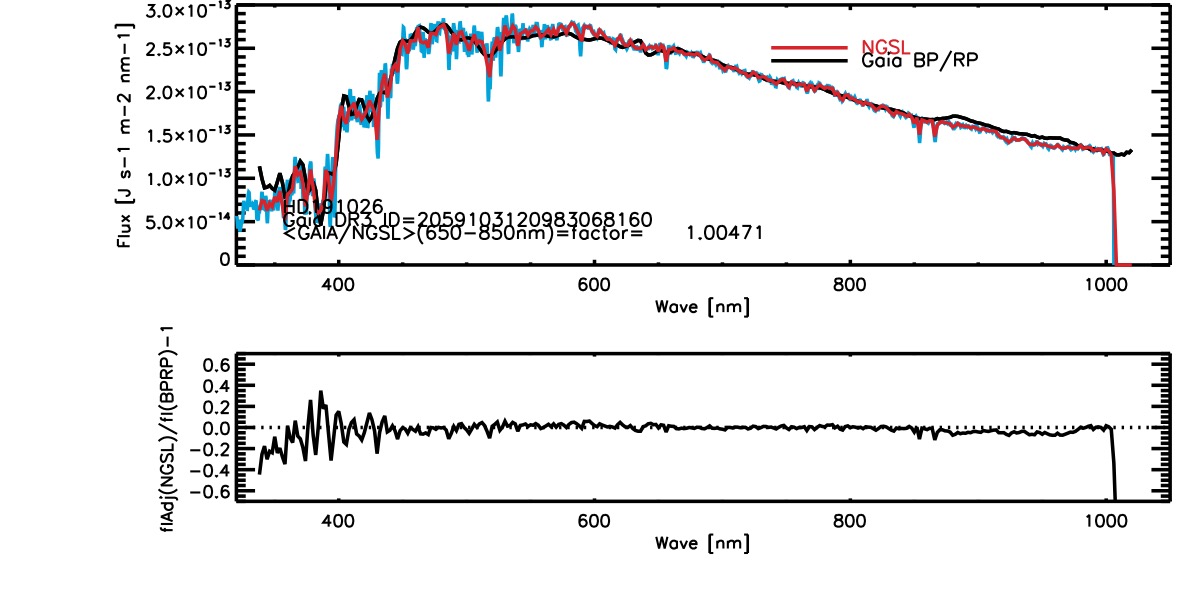 3.0×10−13
2.5×10−13
2.0×10−13
1.5×10−13
1.0×10−13
5.0×10−14
0
Flux [J s−1 m−2 nm−1]
NGSL
Gaia BP/RP
HD191026
Gaia DR3 ID=2059103120983068160
<GAIA/NGSL>(650−850nm)=factor= 1.00471
400 600 800 1000
Wave [nm]
0.6
0.4
0.2
0.0
−0.2
−0.4
−0.6
flAdj(NGSL)/fl(BPRP)−1
400 600 800 1000
Wave [nm]